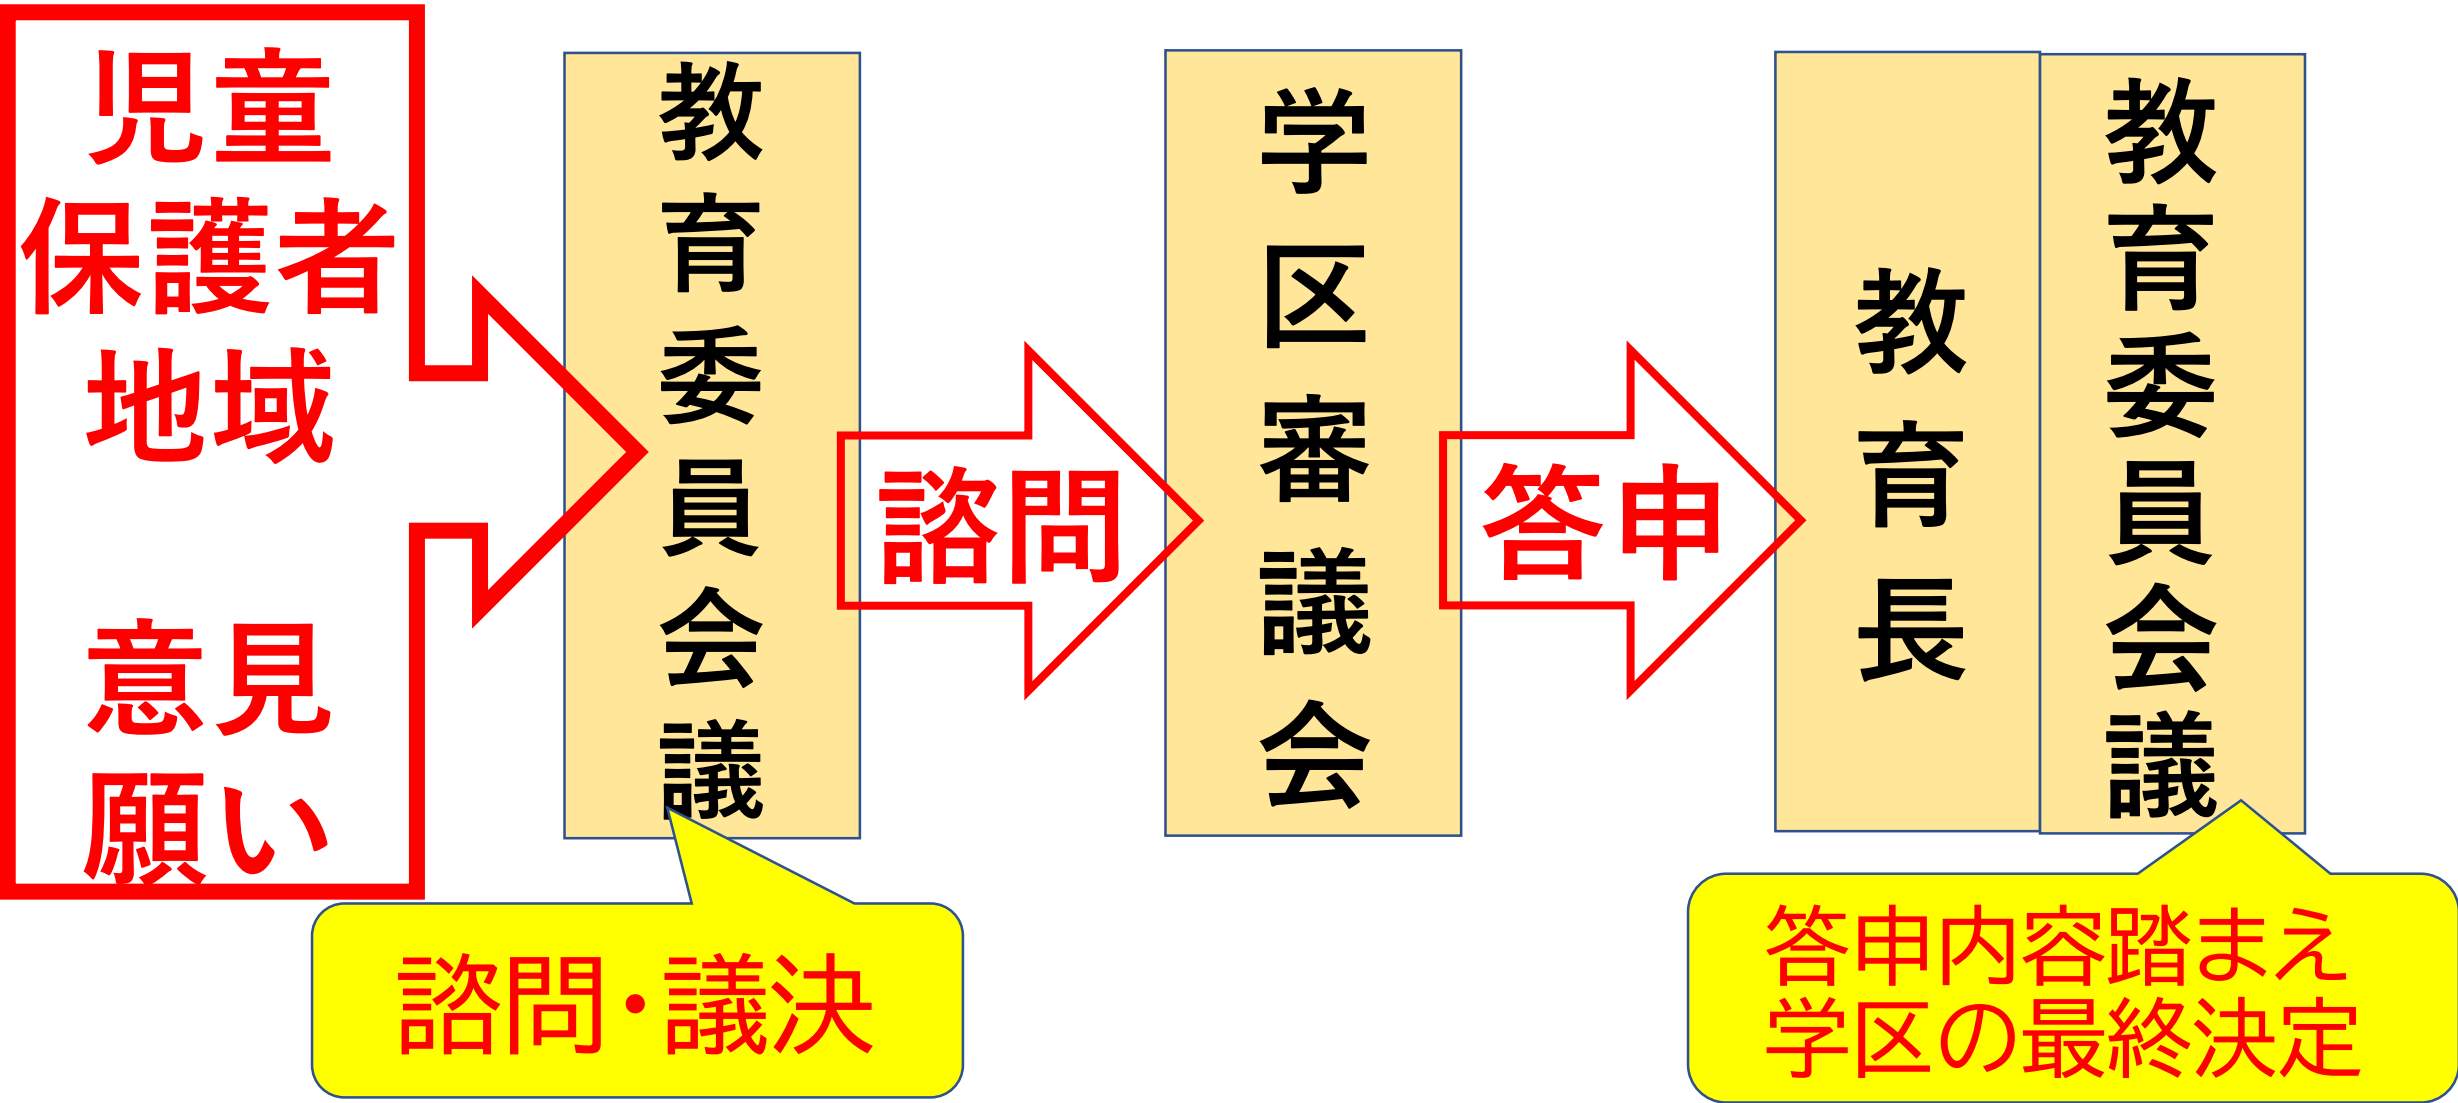 児童
保護者
地域
意見
願い
教育委員会議
諮問
学区審議会
答申
教育長
教育委員会議
諮問・議決
答申内容踏まえ
学区の最終決定